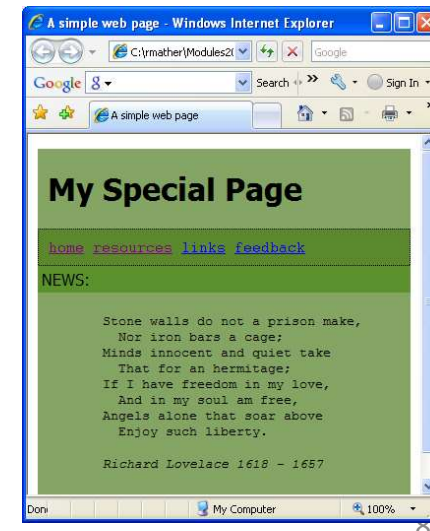 A simple web page - Windows Internet Explorer
C:\rmather\Modules2(
Google
Google
Search
Sign In
A simple web page
My Special Page
home resources links feedback
NEWS:
Stone walls do not a prison make,
Nor iron bars a cage;
Minds innocent and quiet take
That for an hermitage;
If I have freedom in my love,
And in my soul am free,
Angels alone that soar above
Enjoy such liberty.
Richard Lovelace 1618 - 1657
My Computer
100%